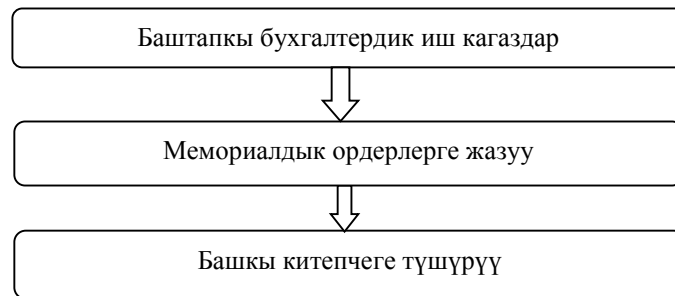 Баштапкы бухгалтердик иш кагаздар
Мемориалдык ордерлерге жазуу
Башкы китепчеге түшүрүү